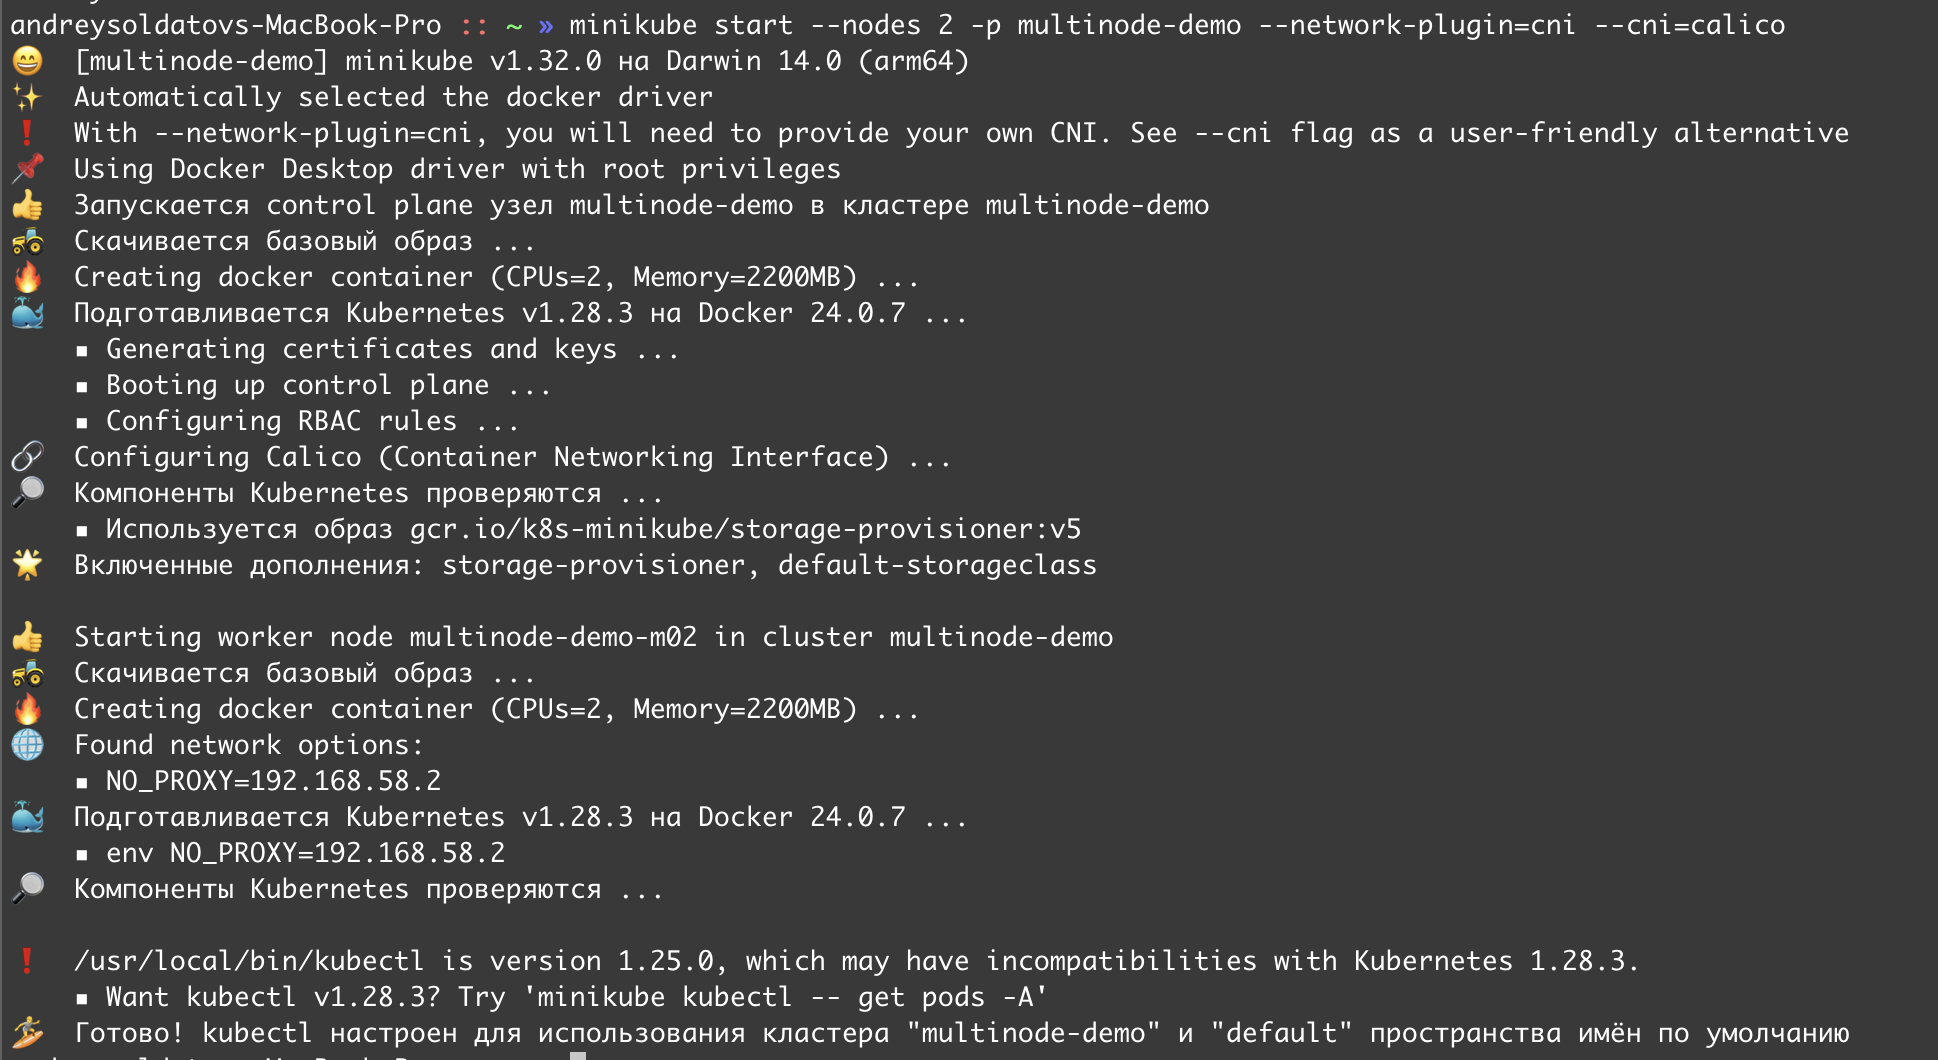 andreysoldatovs-MacBook-Pro :: ~ » minikube start --nodes 2 -p multinode-demo --network-plugin=cni --cni=calico
[multinode-demo] minikube v1.32.0 на Darwin 14.0 (arm64)
Automatically selected the docker driver
With --network-plugin=cni, you will need to provide your own CNI. See --cni flag as a user-friendly alternative
Using Docker Desktop driver with root privileges
Запускается control plane узел multinode-demo в кластере multinode-demo
Скачивается базовый образ ...
Creating docker container (CPUs=2, Memory=2200MB) ...
Подготавливается Kubernetes v1.28.3 на Docker 24.0.7 ...
▪ Generating certificates and keys ...
▪ Booting up control plane ...
▪ Configuring RBAC rules ...
Configuring Calico (Container Networking Interface) ...
Компоненты Kubernetes проверяются ...
▪ Используется образ gcr.io/k8s-minikube/storage-provisioner:v5
Включенные дополнения: storage-provisioner, default-storageclass
Starting worker node multinode-demo-m02 in cluster multinode-demo
Скачивается базовый образ ...
Creating docker container (CPUs=2, Memory=2200MB) ...
Found network options:
▪ NO_PROXY=192.168.58.2
Подготавливается Kubernetes v1.28.3 на Docker 24.0.7 ...
▪ env NO_PROXY=192.168.58.2
Компоненты Kubernetes проверяются ...
/usr/local/bin/kubectl is version 1.25.0, which may have incompatibilities with Kubernetes 1.28.3.
▪ Want kubectl v1.28.3? Try 'minikube kubectl -- get pods -A'
Готово! kubectl настроен для использования кластера "multinode-demo" и "default" пространства имён по умолчанию